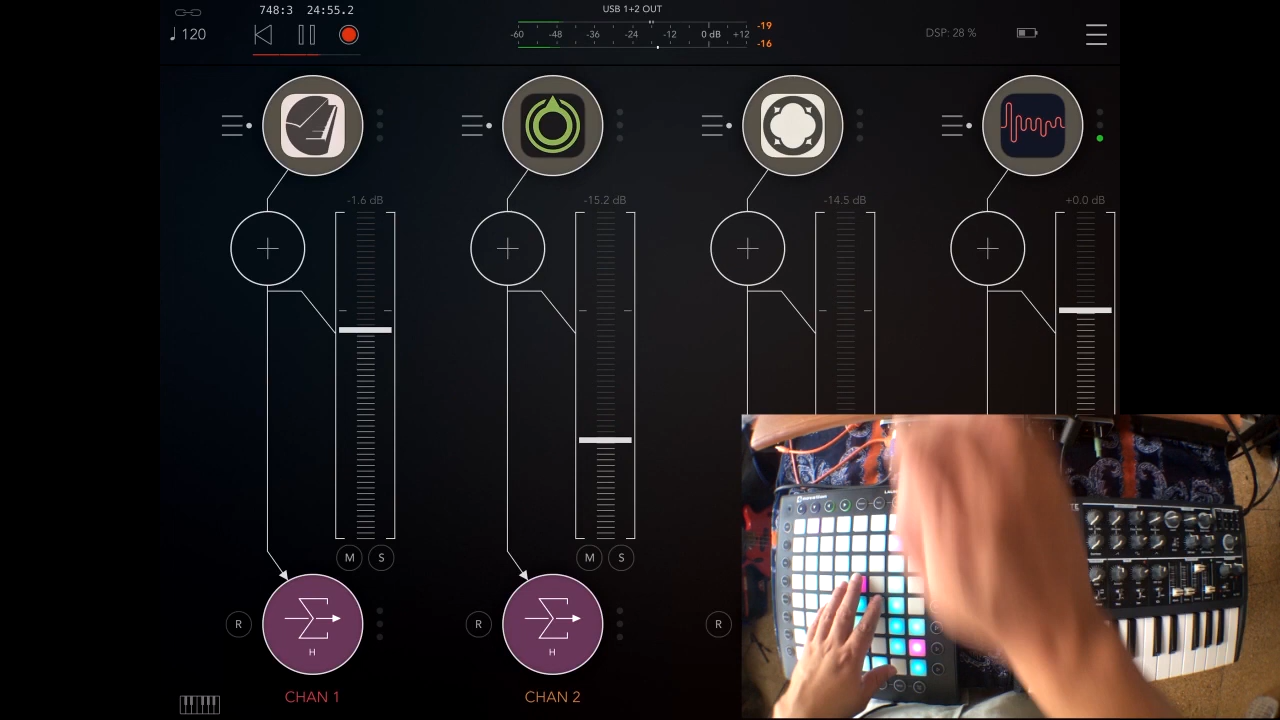 748:3 24:55.2
USB 1+2 OUT
♩ 120
-60 -48 -36 -24 -12 0 dB +12
-19
-16
DSP: 28 %
-1.6 dB
-15.2 dB
-14.5 dB
+0.0 dB
M S
M S
R
H
R
H
R
CHAN 1
CHAN 2
novation